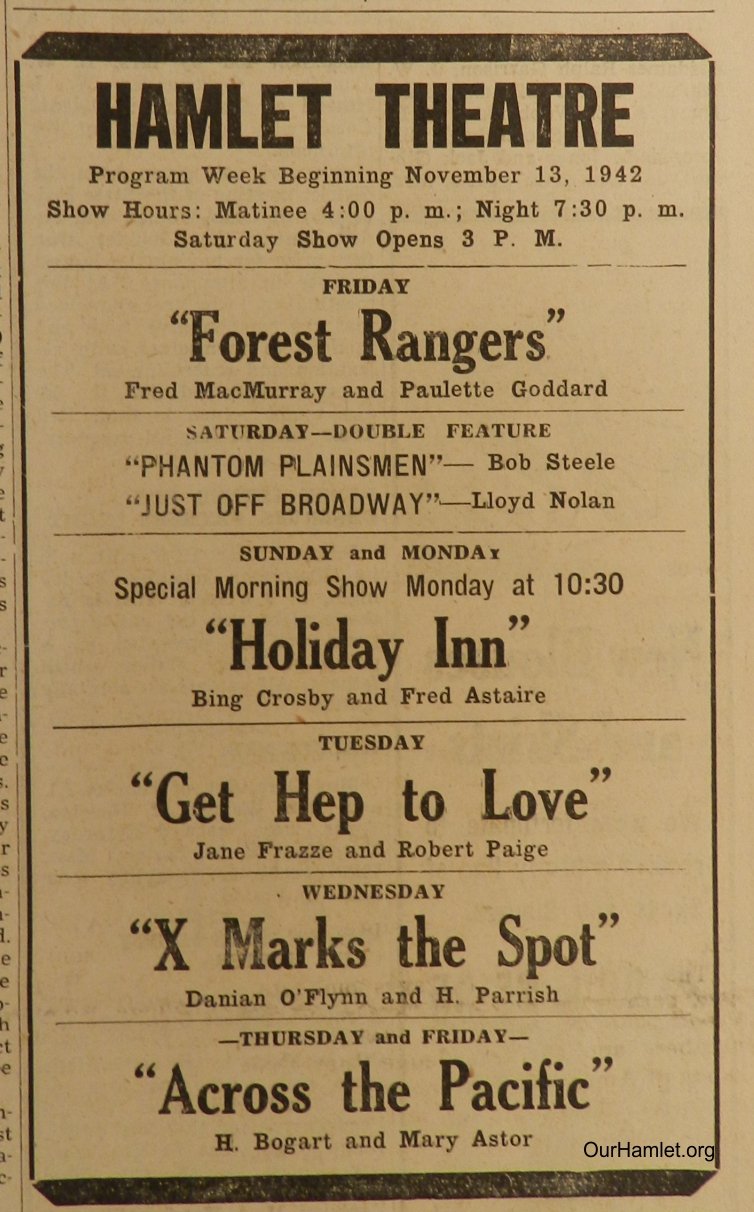 HAMLET THEATRE
Program Week Beginning November 13, 1942
Show Hours: Matinee 4:00 p. m.; Night 7:30 p. m.
Saturday Show Opens 3 P. M.
FRIDAY
"Forest Rangers"
Fred MacMurray and Paulette Goddard
SATURDAY—DOUBLE FEATURE
"PHANTOM PLAINSMEN"— Bob Steele
"JUST OFF BROADWAY"—Lloyd Nolan
SUNDAY and MONDAY
Special Morning Show Monday at 10:30
"Holiday Inn"
Bing Crosby and Fred Astaire
TUESDAY
"Get Hep to Love"
Jane Frazze and Robert Paige
WEDNESDAY
"X Marks the Spot"
Danian O'Flynn and H. Parrish
—THURSDAY and FRIDAY—
"Across the Pacific"
H. Bogart and Mary Astor
OurHamlet.org